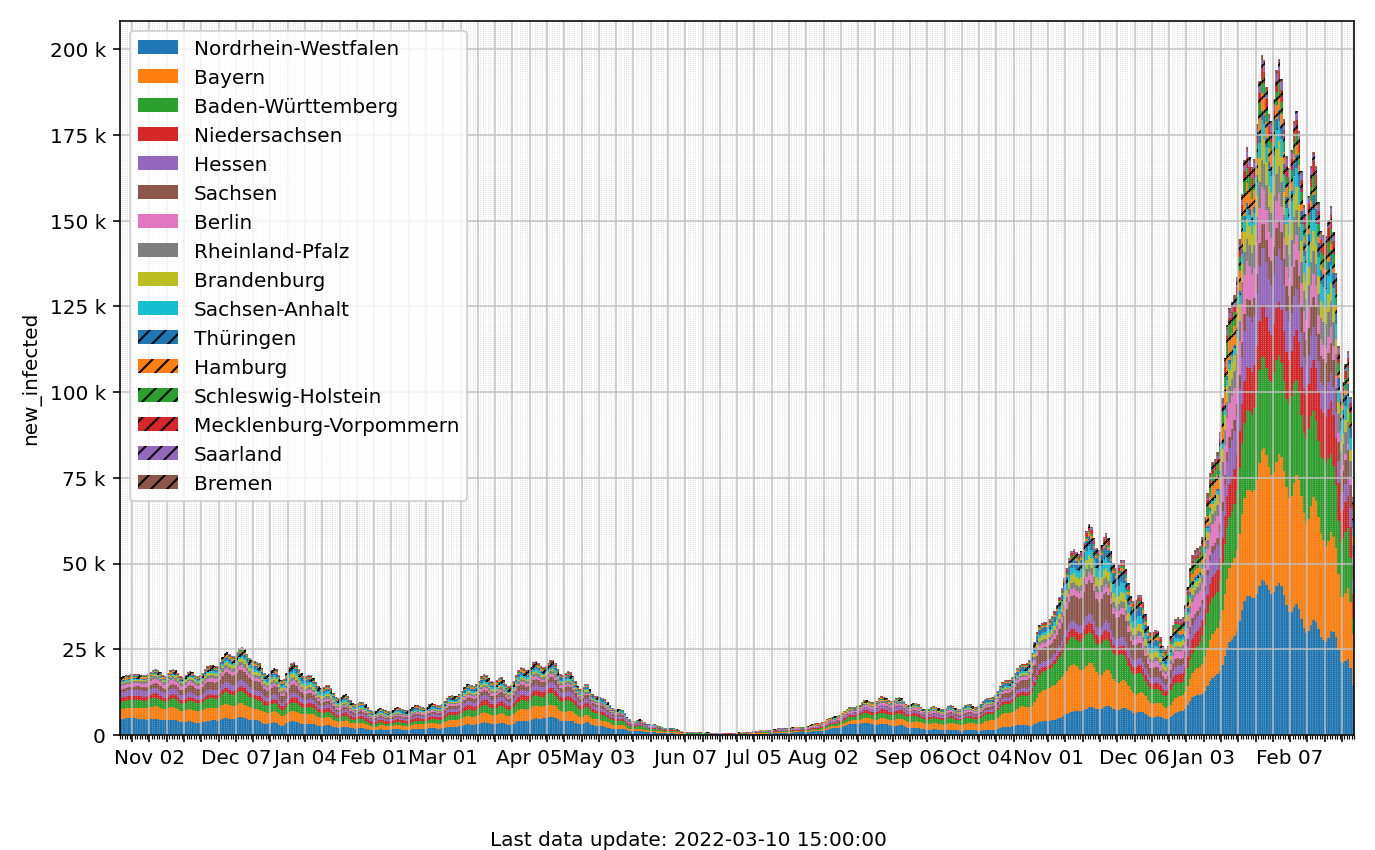 200 k
175 k
150 k
125 k
100 k
75 k
50 k
25 k
0
new_infected
Nordrhein-Westfalen
Bayern
Baden-Württemberg
Niedersachsen
Hessen
Sachsen
Berlin
Rheinland-Pfalz
Brandenburg
Sachsen-Anhalt
Thüringen
Hamburg
Schleswig-Holstein
Mecklenburg-Vorpommern
Saarland
Bremen
Nov 02 Dec 07 Jan 04 Feb 01 Mar 01 Apr 05 May 03 Jun 07 Jul 05 Aug 02 Sep 06 Oct 04 Nov 01 Dec 06 Jan 03 Feb 07
Last data update: 2022-03-10 15:00:00